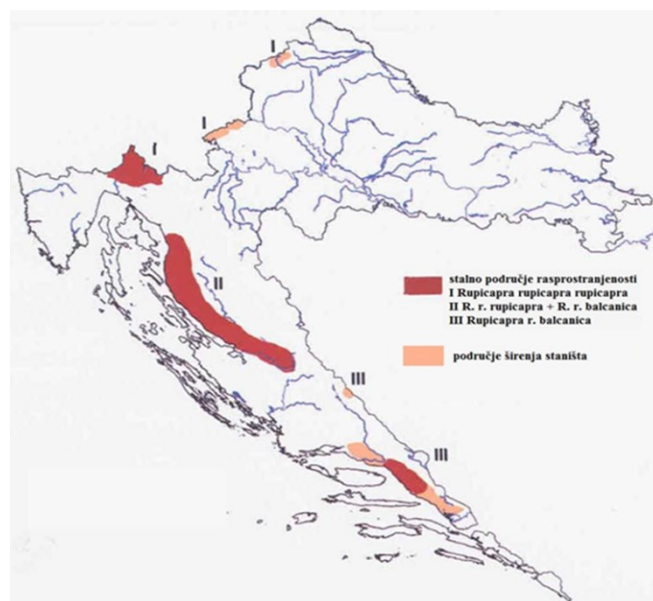 I
I
I
stalno područje rasprostranjenosti
I Rupicapra rupicapra rupicapra
II
II R. r. rupicapra + R. r. balcanica
III Rupicapra r. balcanica
područje širenja staništa
III
III